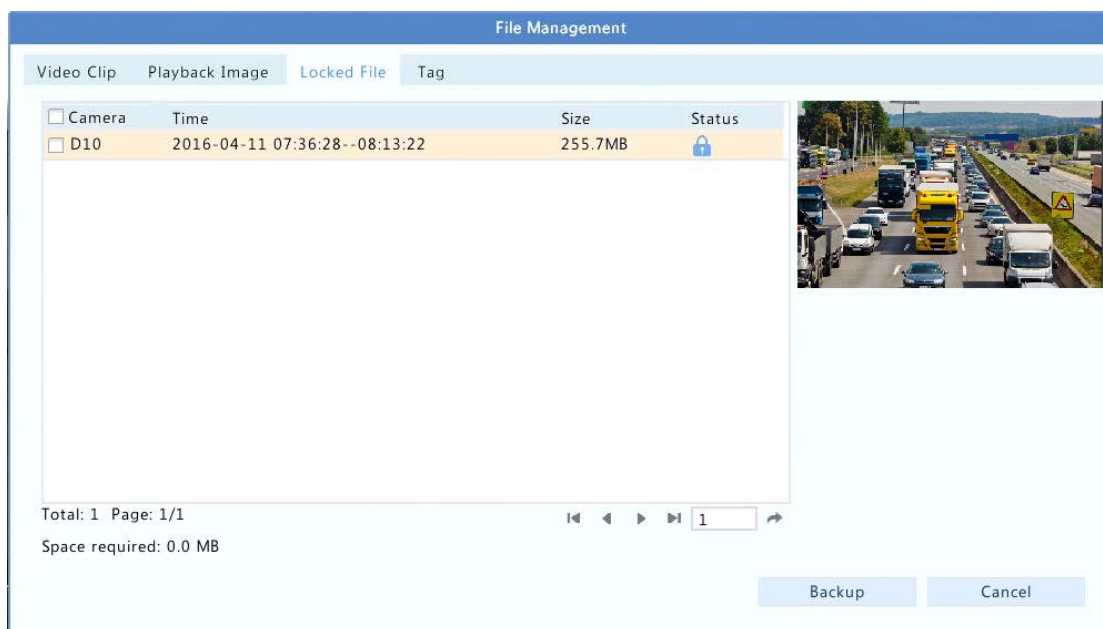 File Management
Video Clip Playback Image Locked File Tag
Camera Time Size Status
D10 2016-04-11 07:36:28--08:13:22 255.7MB
Total: 1 Page: 1/1
1
Space required: 0.0 MB
Backup Cancel